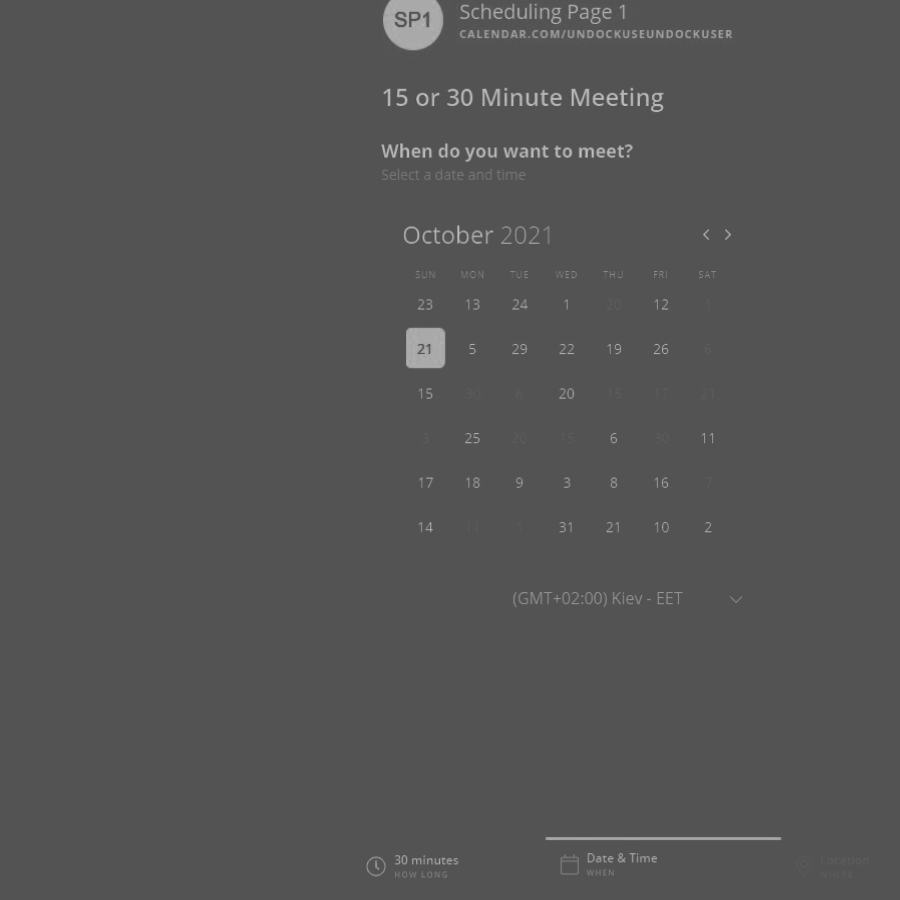 SP1
Scheduling Page 1
CALENDAR.COM/UNDOCKUSEUNDOCKUSER
15 or 30 Minute Meeting
When do you want to meet?
Select a date and time
October 2021
SUN MON TUE WED THU FRI SAT
23 13 24 1 20 12 1
21 5 29 22 19 26 6
15 30 6 20 15 17 21
3 25 20 15 6 30 11
17 18 9 3 8 16 7
14 31 21 10 2
(GMT+02:00) Kiev - EET
30 minutes
HOW LONG
Date & Time
WHEN
Location
WHERE